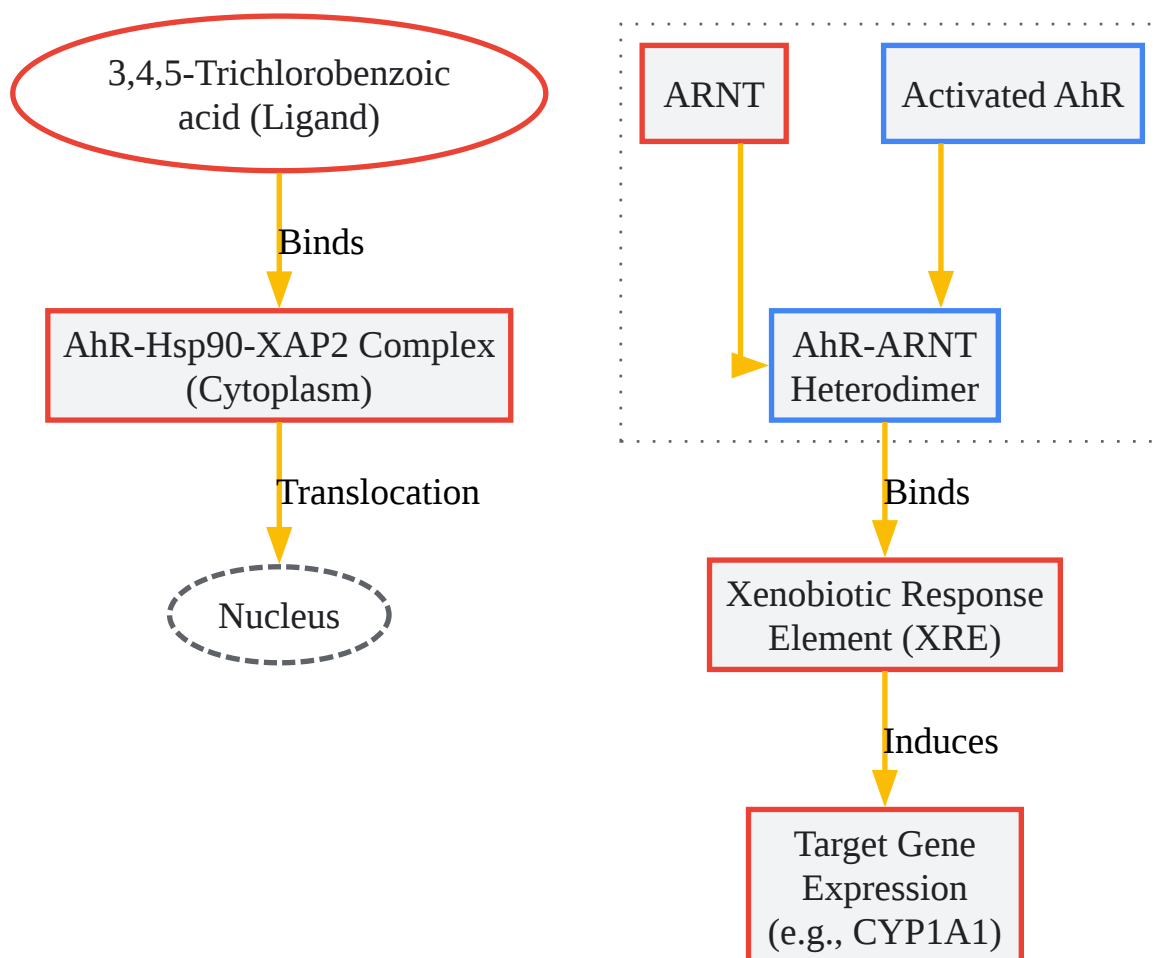 3,4,5-Trichlorobenzoic
acid (Ligand)
Binds
AhR-Hsp90-XAP2 Complex
(Cytoplasm)
Translocation
Nucleus
ARNT
Activated AhR
AhR-ARNT
Heterodimer
Binds
Xenobiotic Response
Element (XRE)
Induces
Target Gene
Expression
(e.g., CYP1A1)